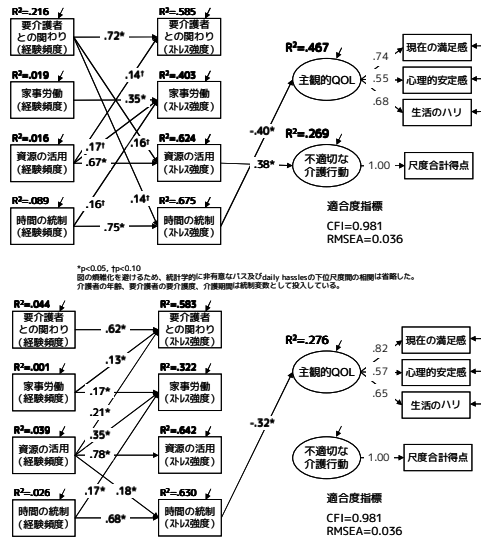 R²=.216
要介護者
との関わり
(経験頻度)
R²=.019
家事労働
(経験頻度)
R²=.016
資源の活用
(経験頻度)
R²=.089
時間の統制
(経験頻度)
.72*
.14†
.35*
.16†
.17†
.67*
.14†
.16†
.75*
R²=.585
要介護者
との関わり
(ストレス強度)
R²=.403
家事労働
(ストレス強度)
R²=.624
資源の活用
(ストレス強度)
R²=.675
時間の統制
(ストレス強度)
-.40*
.38*
R²=.467
主観的QOL
R²=.269
不適切な
介護行動
.74
.55
.68
1.00
現在の満足感
心理的安定感
生活のハリ
尺度合計得点
適合度指標
CFI=0.981
RMSEA=0.036
*p<0.05, †p<0.10
図の煩雑化を避けるため、統計学的に非有意なパス及びdaily hasslesの下位尺度間の相関は省略した。
介護者の年齢、要介護者の要介護度、介護期間は統制変数として投入している。
R²=.044
要介護者
との関わり
(経験頻度)
R²=.001
家事労働
(経験頻度)
R²=.039
資源の活用
(経験頻度)
R²=.026
時間の統制
(経験頻度)
.62*
.13*
.17*
.21*
.35*
.78*
.17*
.18*
.68*
R²=.583
要介護者
との関わり
(ストレス強度)
R²=.322
家事労働
(ストレス強度)
R²=.642
資源の活用
(ストレス強度)
R²=.630
時間の統制
(ストレス強度)
-.32*
R²=.276
主観的QOL
不適切な
介護行動
.82
.57
.65
1.00
現在の満足感
心理的安定感
生活のハリ
尺度合計得点
適合度指標
CFI=0.981
RMSEA=0.036